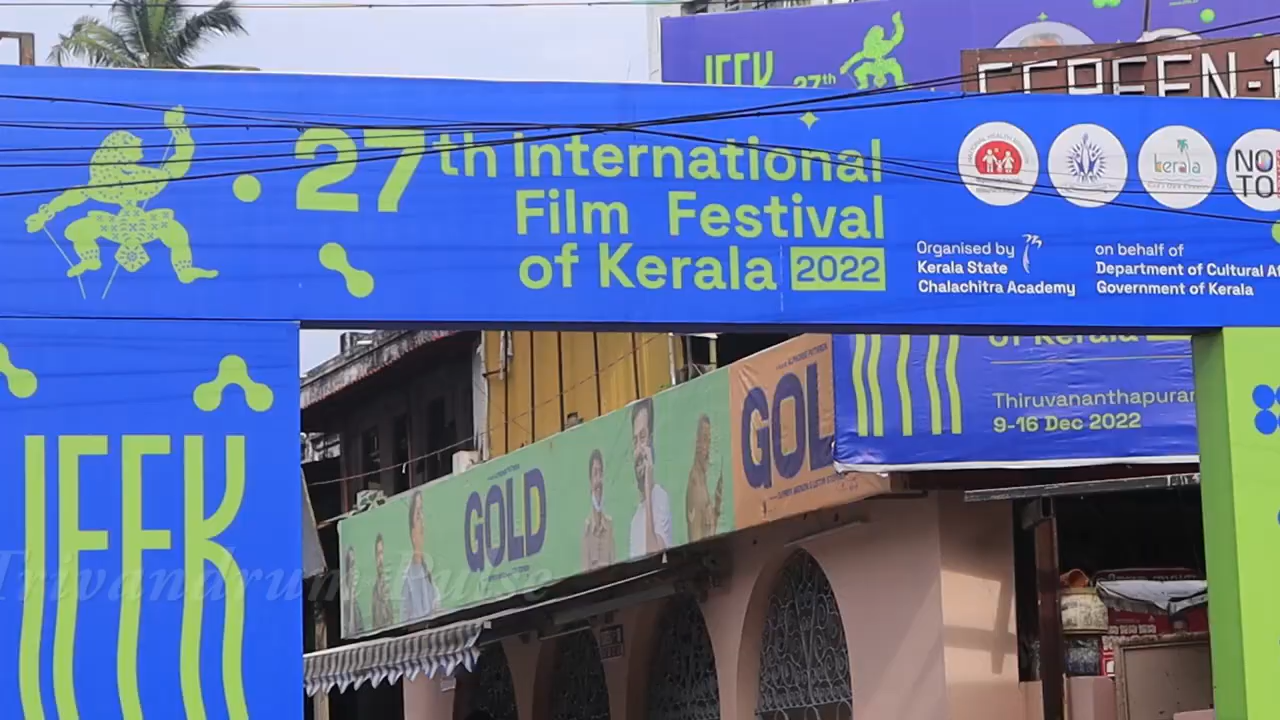 IFFK
27th
SCREEN-1
27th International
Film Festival
of Kerala 2022
kerala
NO
TO
Organised by
Kerala State
Chalachitra Academy
on behalf of
Department of Cultural
Government of Kerala
of Kerala
Thiruvananthapuram
9-16 Dec 2022
GOLD
GOLD
IFFK
Trivandrum Pulse